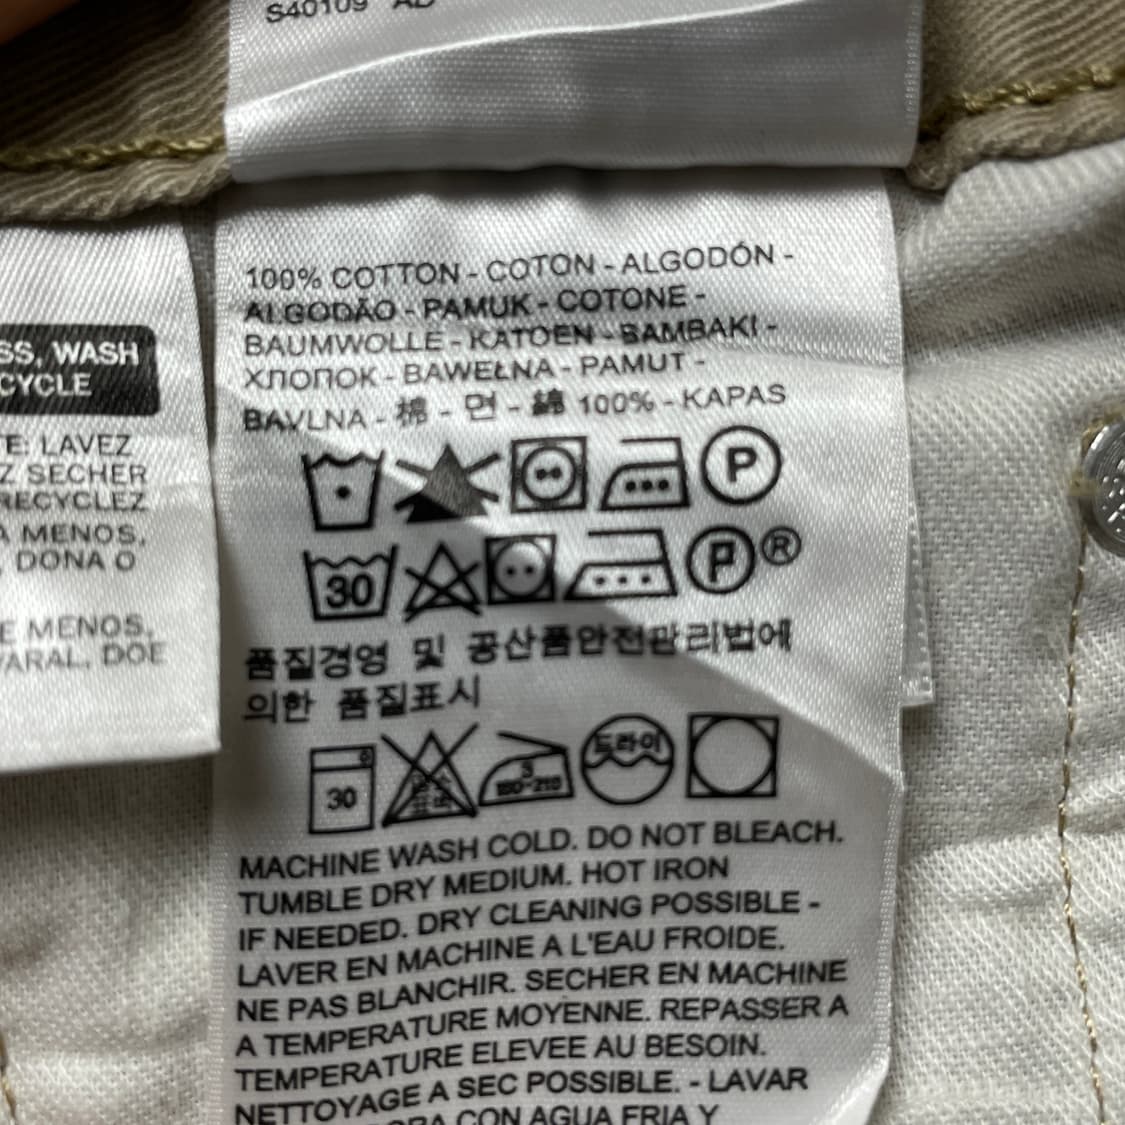 S40109 AD
100% COTTON - COTON - ALGODÓN -
ALGODÃO - PAMUK - COTONE -
BAUMWOLLE - KATOEN - BAMBAKI -
ХЛОПОК - BAWEŁNA - PAMUT -
BAVLNA - 棉 - 면 - 綿 100% - KAPAS
P
30 P ®
품질경영 및 공산품안전관리법에
의한 품질표시
30 3 180-210 드라이
MACHINE WASH COLD. DO NOT BLEACH.
TUMBLE DRY MEDIUM. HOT IRON
IF NEEDED. DRY CLEANING POSSIBLE -
LAVER EN MACHINE A L'EAU FROIDE.
NE PAS BLANCHIR. SECHER EN MACHINE
A TEMPERATURE MOYENNE. REPASSER A
TEMPERATURE ELEVEE AU BESOIN.
NETTOYAGE A SEC POSSIBLE. - LAVAR
CON AGUA FRIA Y
SS, WASH
CYCLE
E: LAVEZ
Z SECHER
RECYCLEZ
A MENOS,
, DONA O
E MENOS,
VARAL, DOE